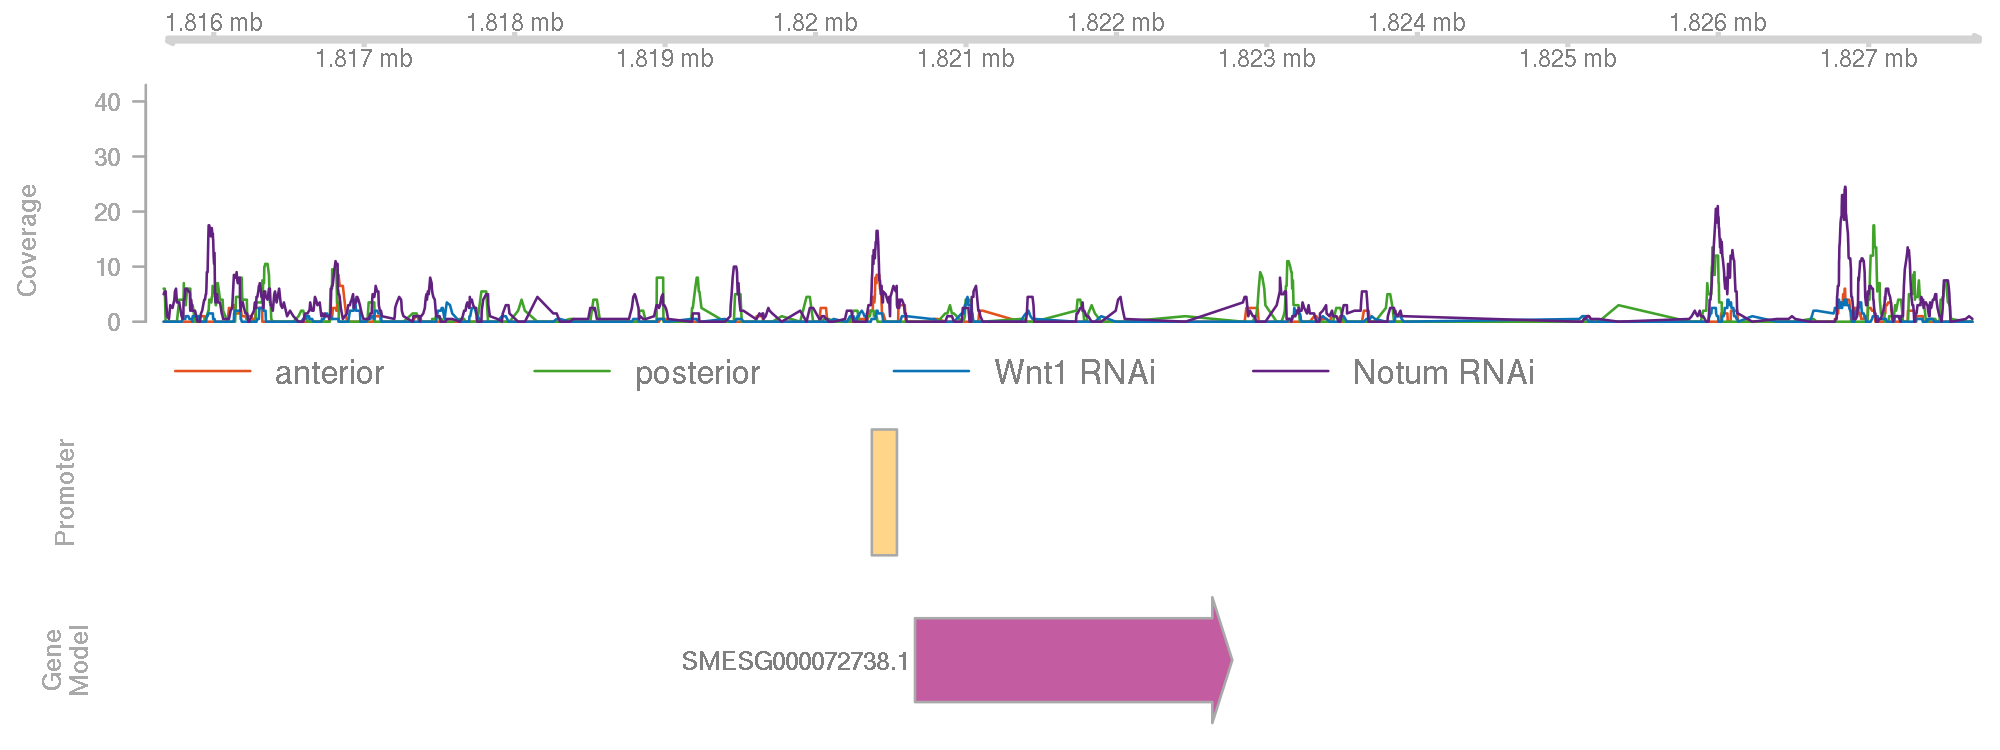 1.816 mb 1.818 mb 1.82 mb 1.822 mb 1.824 mb 1.826 mb
1.817 mb 1.819 mb 1.821 mb 1.823 mb 1.825 mb 1.827 mb
40
30
20
10
0
Coverage
anterior posterior Wnt1 RNAi Notum RNAi
Promoter
Gene
Model
SMESG000072738.1